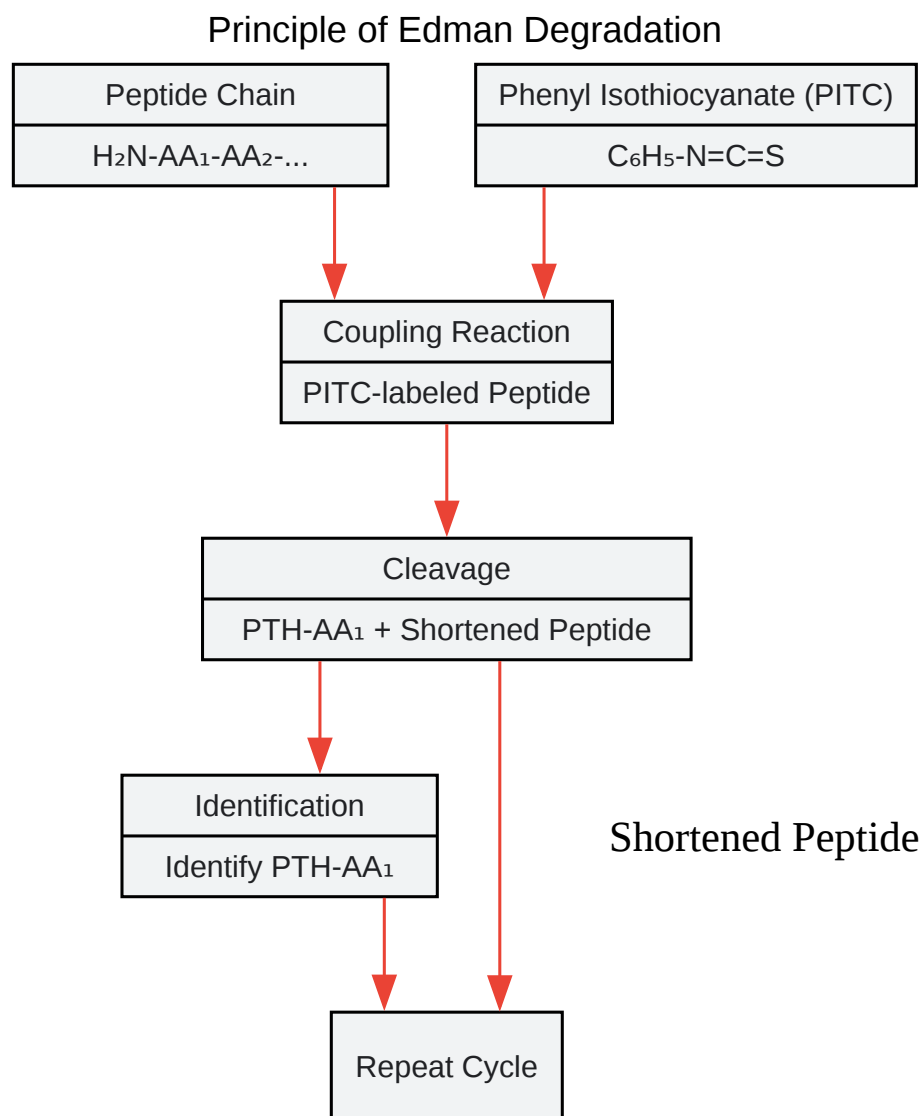 Principle of Edman Degradation
Peptide Chain
H₂N-AA₁-AA₂-...
Phenyl Isothiocyanate (PITC)
C₆H₅-N=C=S
Coupling Reaction
PITC-labeled Peptide
Cleavage
PTH-AA₁ + Shortened Peptide
Identification
Identify PTH-AA₁
Shortened Peptide
Repeat Cycle